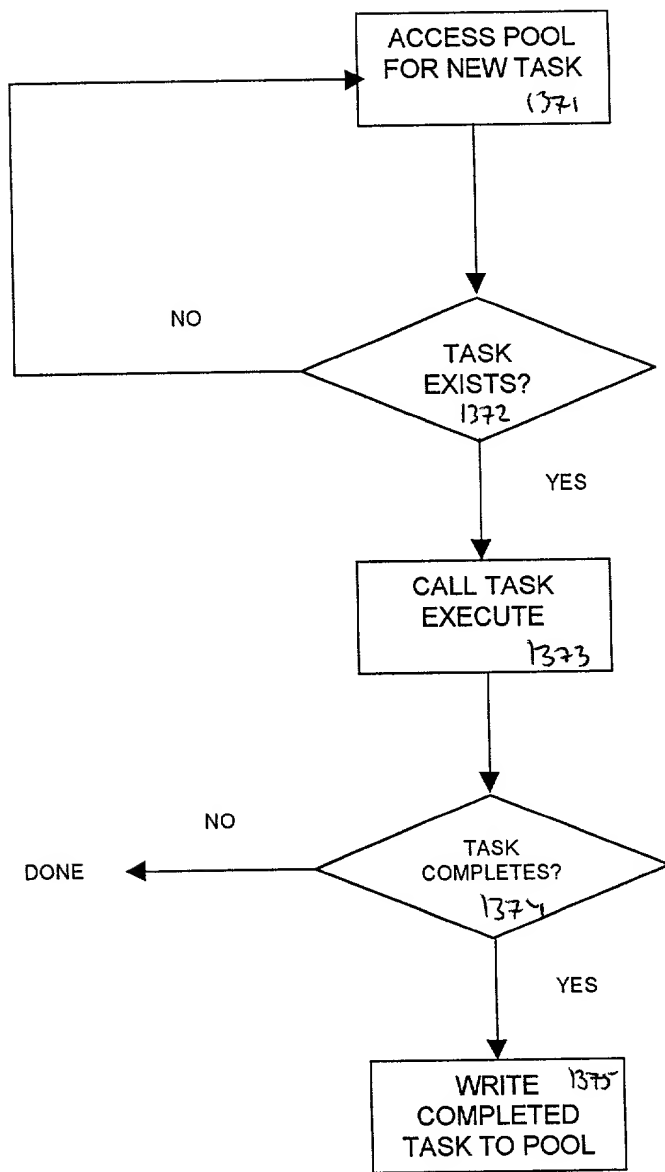 ACCESS POOL
FOR NEW TASK
1371
NO
TASK
EXISTS?
1372
YES
CALL TASK
EXECUTE
1373
NO
TASK
COMPLETES?
DONE
1374
YES
WRITE 1375
COMPLETED
TASK TO POOL